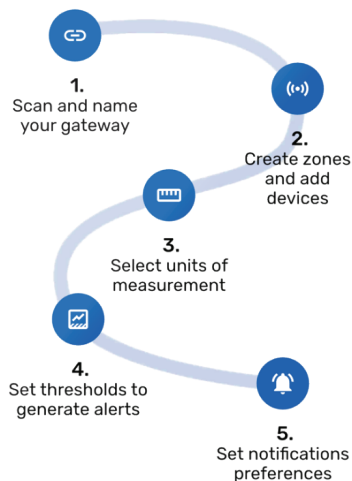 1.
Scan and name
your gateway
2.
Create zones
and add
devices
3.
Select units of
measurement
4.
Set thresholds to
generate alerts
5.
Set notifications
preferences